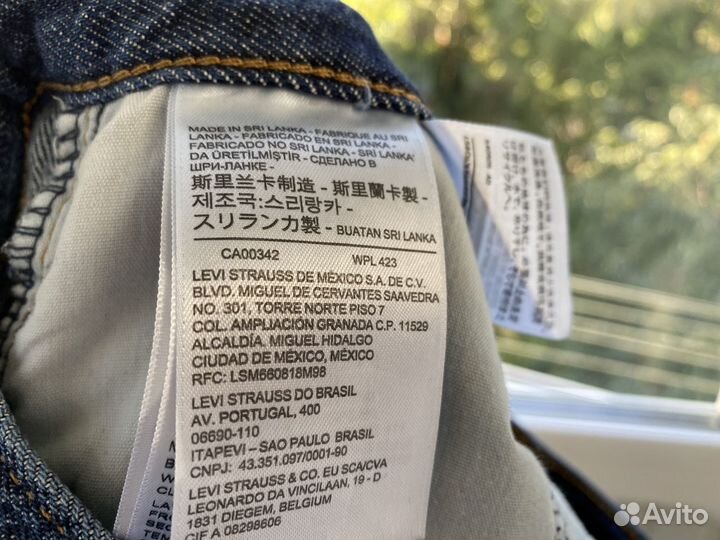 MADE IN SRI LANKA - FABRIQUÉ AU SRI
LANKA - FABRICADO EN SRI LANKA -
FABRICADO NO SRI LANKA - SRI LANKA'
DA ÜRETİLMİŞTİR - СДЕЛАНО В
ШРИ-ЛАНКЕ -
斯里兰卡制造 - 斯里蘭卡製 -
제조국:스리랑카 -
スリランカ製 - BUATAN SRI LANKA
CA00342 WPL 423
LEVI STRAUSS DE MÉXICO S.A. DE C.V.
BLVD. MIGUEL DE CERVANTES SAAVEDRA
NO. 301, TORRE NORTE PISO 7
COL. AMPLIACIÓN GRANADA C.P. 11529
ALCALDÍA. MIGUEL HIDALGO
CIUDAD DE MÉXICO, MÉXICO
RFC: LSM660818M98
LEVI STRAUSS DO BRASIL
AV. PORTUGAL, 400
06690-110
ITAPEVI – SAO PAULO BRASIL
CNPJ: 43.351.097/0001-90
LEVI STRAUSS & CO. EU SCA/CVA
LEONARDO DA VINCILAAN, 19 - D
1831 DIEGEM, BELGIUM
CIF A 08298606
Avito